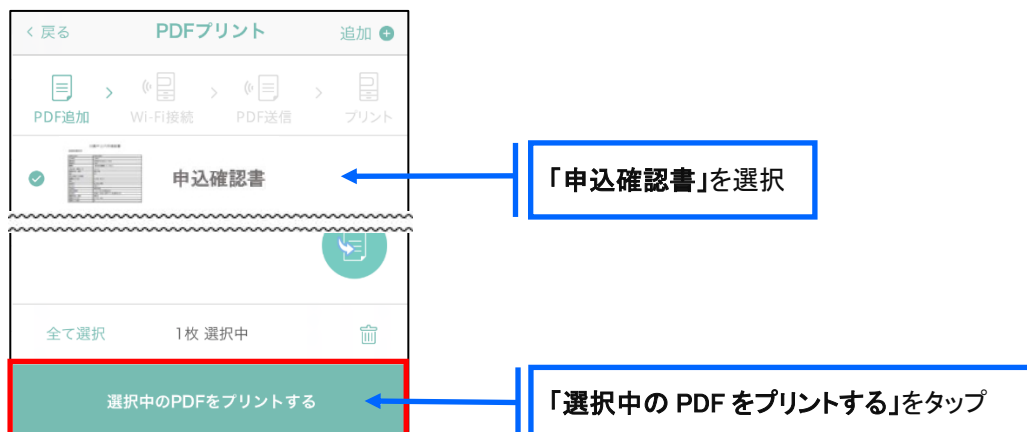 戻る PDFプリント 追加
PDF追加 Wi-Fi接続 PDF送信 プリント
申込確認書
「申込確認書」を選択
全て選択 1枚 選択中
選択中のPDFをプリントする
「選択中の PDF をプリントする」をタップ